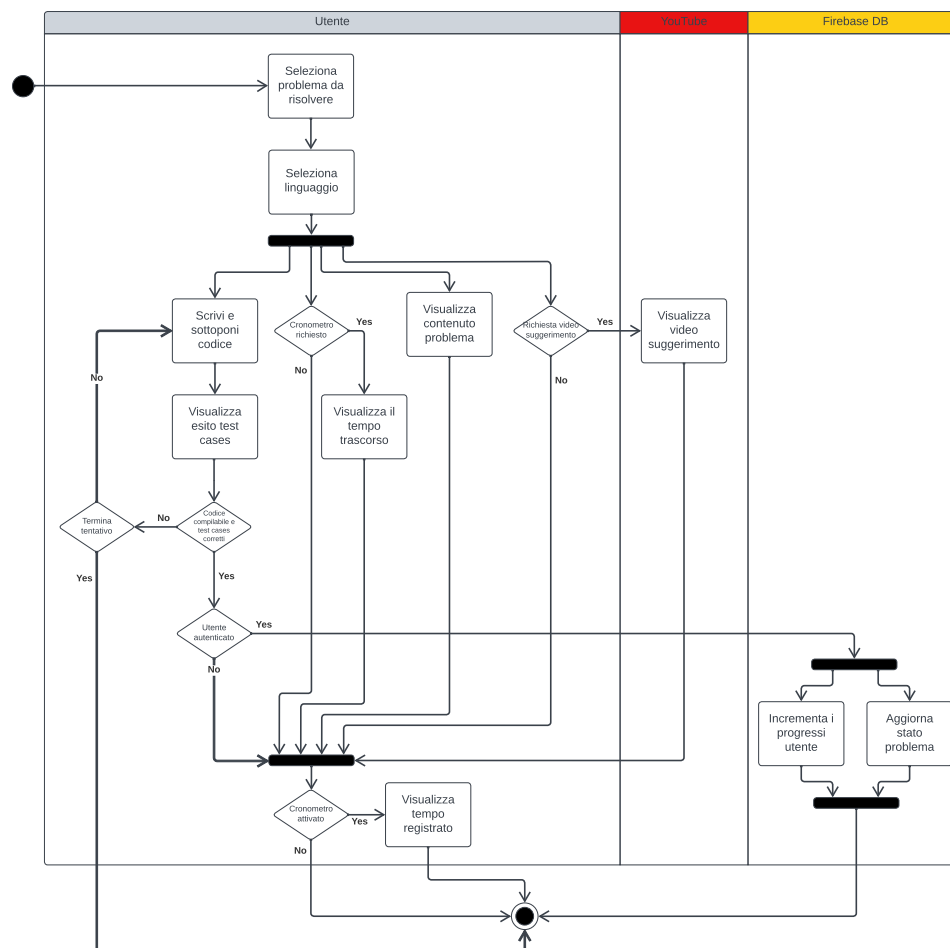 Utente
YouTube
Firebase DB
Seleziona
problema da
risolvere
Seleziona
linguaggio
Scrivi e
sottoponi
codice
Cronometro
richiesto
Yes
No
Visualizza
contenuto
problema
Richiesta video
suggerimento
Yes
No
Visualizza
video
suggerimento
No
Visualizza
esito test
cases
Visualizza il
tempo
trascorso
Termina
tentativo
No
Codice
compilabile e
test cases
corretti
Yes
Yes
Utente
autenticato
Yes
No
Incrementa i
progressi
utente
Aggiorna
stato
problema
Cronometro
attivato
Yes
No
Visualizza
tempo
registrato